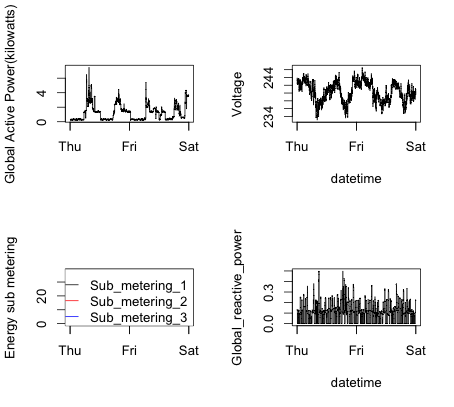 Global Active Power(kilowatts)
0
4
Thu
Fri
Sat
Voltage
234
244
Thu
Fri
Sat
datetime
Energy sub metering
0
20
Sub_metering_1
Sub_metering_2
Sub_metering_3
Thu
Fri
Sat
Global_reactive_power
0.0
0.3
Thu
Fri
Sat
datetime